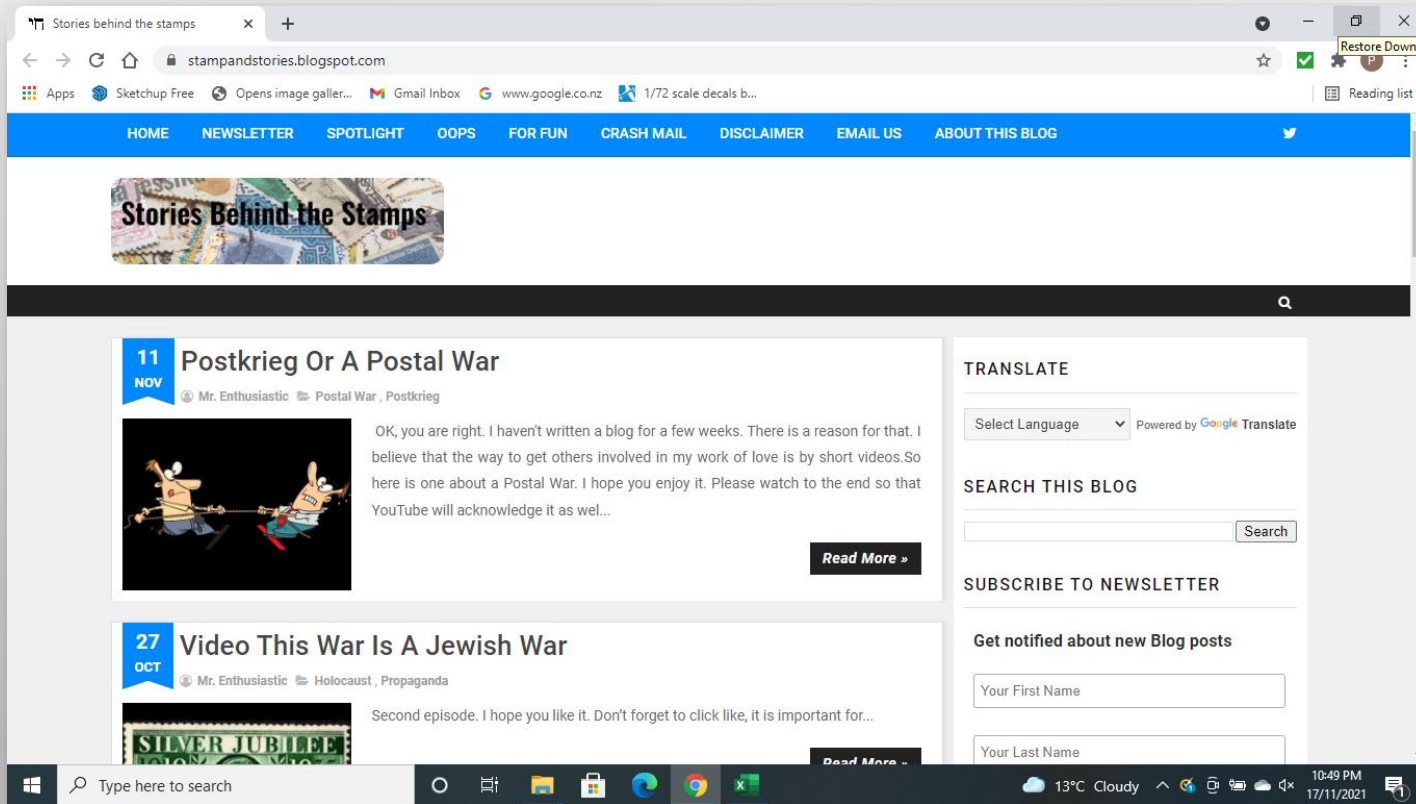 Stories behind the stamps
Restore Down
stampandstories.blogspot.com
P
Apps Sketchup Free Opens image galler... Gmail Inbox www.google.co.nz 1/72 scale decals b... Reading list
HOME NEWSLETTER SPOTLIGHT OOPS FOR FUN CRASH MAIL DISCLAIMER EMAIL US ABOUT THIS BLOG
Stories Behind the Stamps
11
NOV
Postkrieg Or A Postal War
Mr. Enthusiastic Postal War , Postkrieg
OK, you are right. I haven't written a blog for a few weeks. There is a reason for that. I
believe that the way to get others involved in my work of love is by short videos.So
here is one about a Postal War. I hope you enjoy it. Please watch to the end so that
YouTube will acknowledge it as wel...
Read More »
27
OCT
Video This War Is A Jewish War
Mr. Enthusiastic Holocaust , Propaganda
Second episode. I hope you like it. Don't forget to click like, it is important for...
SILVER JUBILEE
Read More »
TRANSLATE
Select Language Powered by Google Translate
SEARCH THIS BLOG
Search
SUBSCRIBE TO NEWSLETTER
Get notified about new Blog posts
Your First Name
Your Last Name
Type here to search
13°C Cloudy
10:49 PM
17/11/2021
1